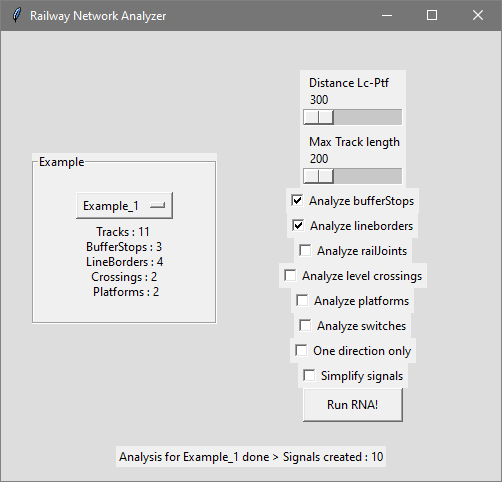 Railway Network Analyzer
Example
Example_1
Tracks : 11
BufferStops : 3
LineBorders : 4
Crossings : 2
Platforms : 2
Distance Lc-Ptf
300
Max Track length
200
Analyze bufferStops
Analyze lineborders
Analyze railJoints
Analyze level crossings
Analyze platforms
Analyze switches
One direction only
Simplify signals
Run RNA!
Analysis for Example_1 done > Signals created : 10